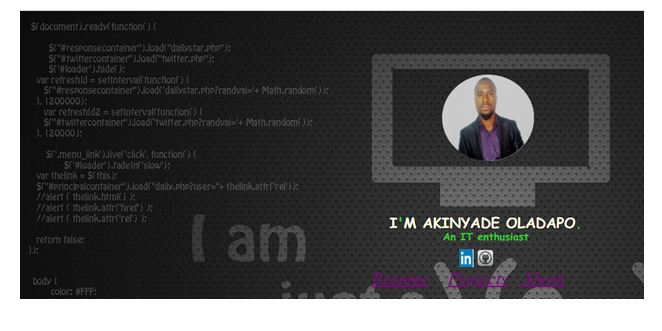 $(document).ready(function() {
$("#responsecontainer").load("dailystar.php");
$("#twittercontainer").load("twitter.php");
$('#loader').hide();
var refreshId = setInterval(function() {
$("#responsecontainer").load('dailystar.php?randval='+ Math.random());
}, 1200000);
var refreshId2 = setInterval(function() {
$("#twittercontainer").load('twitter.php?randval='+ Math.random());
}, 1200000);
$('.menu_link').live('click', function() {
$('#loader').fadeIn('slow');
var thelink = $(this);
$("#principalcontainer").load("daily.php?user="+ thelink.attr('rel'));
//alert ( thelink.html() );
//alert ( thelink.attr('href') );
//alert ( thelink.attr('rel') );
return false;
});
body {
color: #FFF;
I am
just a
I'M AKINYADE OLADAPO.
An IT enthusiast
in
Resume Projects About